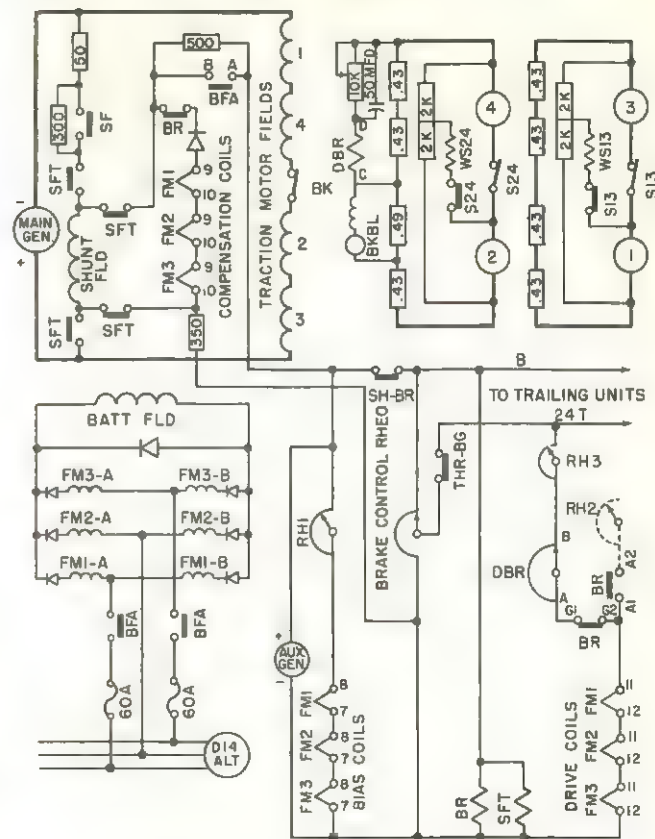 50
300
SF
SFT
SFT
MAIN
GEN.
-
+
SHUNT
FLD
SFT
SFT
500
B A
BFA
BR
FM1
FM2
FM3
9
10
9
10
9
10
COMPENSATION COILS
350
TRACTION MOTOR FIELDS
1
4
2
3
BK
10K
50 MFD
D
C
DBR
BKBL
.43
.43
.49
.43
2K
2K
WS24
S24
4
2
S24
.43
.43
.43
.43
2K
2K
WS13
S13
3
1
S13
BATT FLD
FM3-A
FM3-B
FM2-A
FM2-B
FM1-A
FM1-B
BFA
BFA
60A
60A
D14
ALT
SH-BR
B
TO TRAILING UNITS
24T
BRAKE CONTROL RHEO
THR-BG
RH1
+
AUX
GEN.
-
FM1
FM2
FM3
8
7
8
7
8
7
BIAS COILS
BR
SFT
RH3
B
A
DBR
RH2
A2
A1
BR
G1
G2
BR
FM1
FM2
FM3
11
12
11
12
11
12
DRIVE COILS